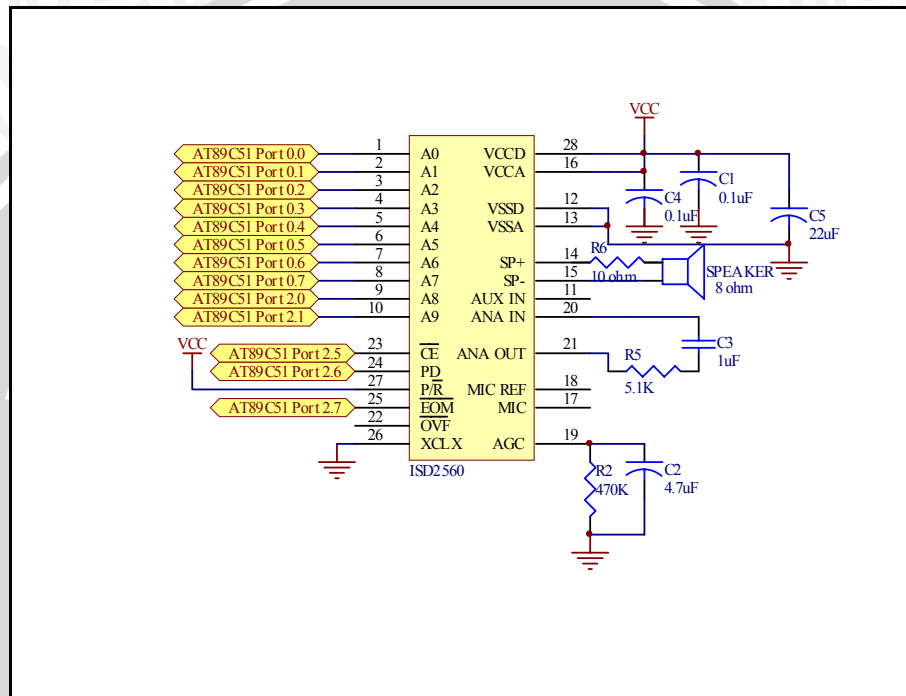 VCC
AT89C51 Port 0.0 1 A0 VCCD 28
AT89C51 Port 0.1 2 A1 VCCA 16
C1
0.1uF
AT89C51 Port 0.2 3 A2
C4
0.1uF
AT89C51 Port 0.3 4 A3 VSSD 12
AT89C51 Port 0.4 5 A4 VSSA 13
C5
22uF
AT89C51 Port 0.5 6 A5
AT89C51 Port 0.6 7 A6 SP+ 14
R6
10 ohm
AT89C51 Port 0.7 8 A7 SP- 15
SPEAKER
8 ohm
AT89C51 Port 2.0 9 A8 AUX IN 11
AT89C51 Port 2.1 10 A9 ANA IN 20
VCC
AT89C51 Port 2.5 23 CE ANA OUT 21
R5
5.1K
C3
1uF
AT89C51 Port 2.6 24 PD
27 P/R MIC REF 18
AT89C51 Port 2.7 25 EOM MIC 17
22 OVF
26 XCLX AGC 19
ISD2560
R2
470K
C2
4.7uF